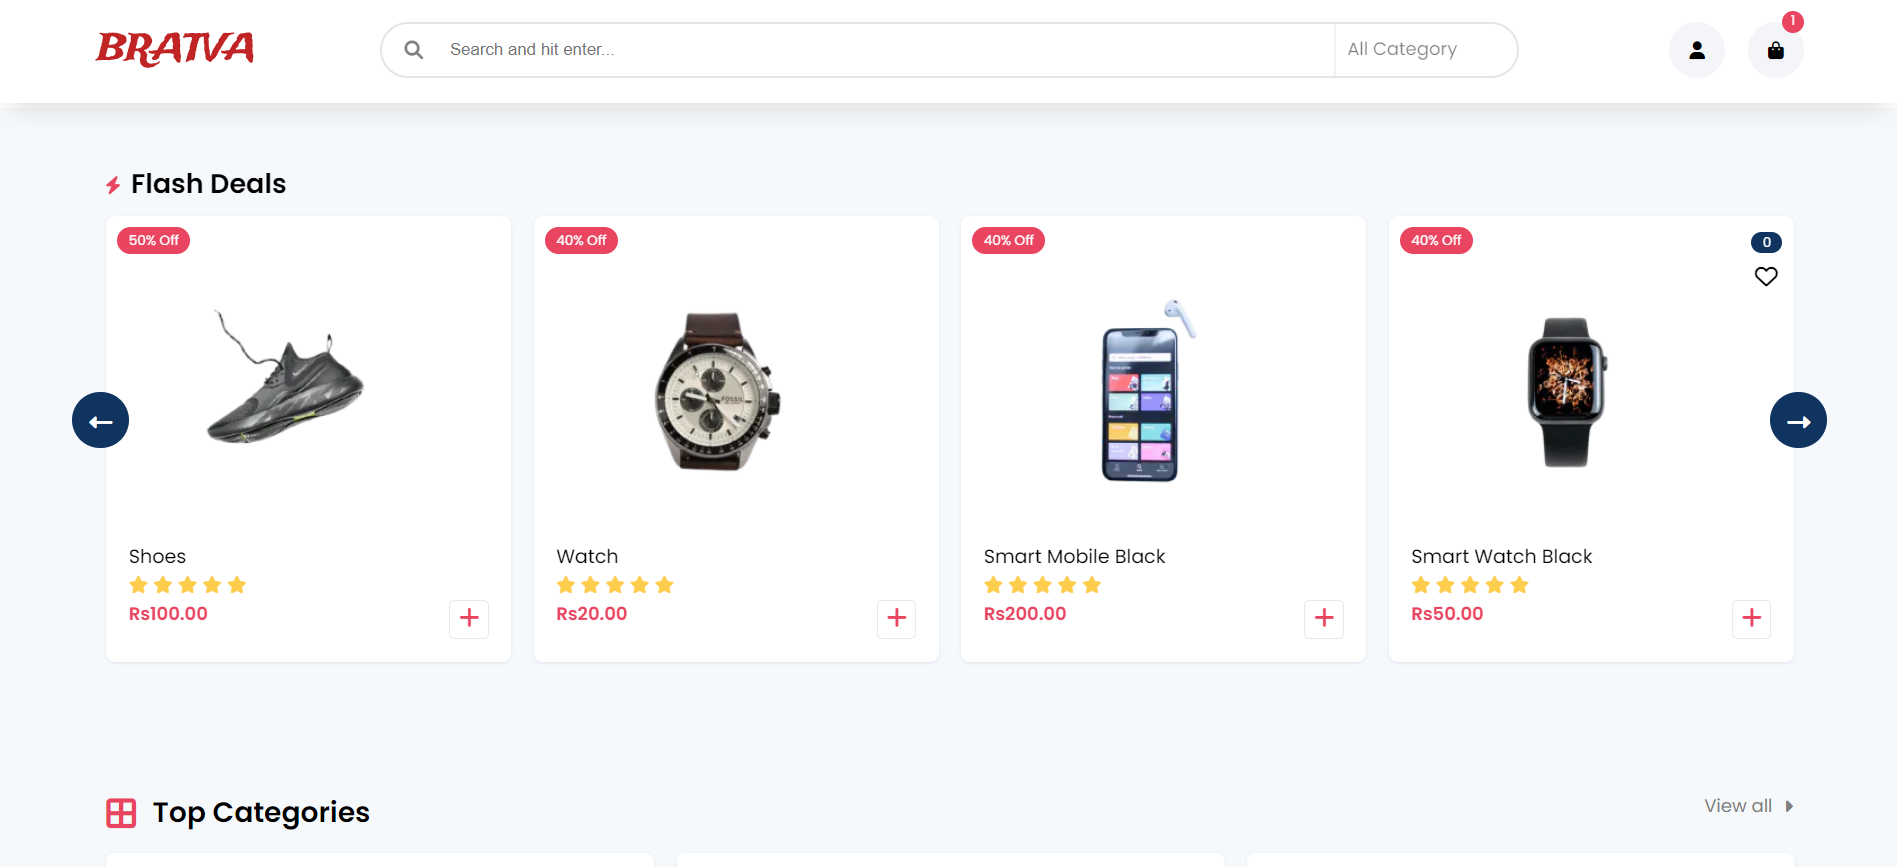 BRATVA
Search and hit enter...
All Category
1
Flash Deals
50% Off
40% Off
40% Off
40% Off
0
FOSSIL
Shoes
Watch
Smart Mobile Black
Smart Watch Black
Rs100.00
Rs20.00
Rs200.00
Rs50.00
Top Categories
View all